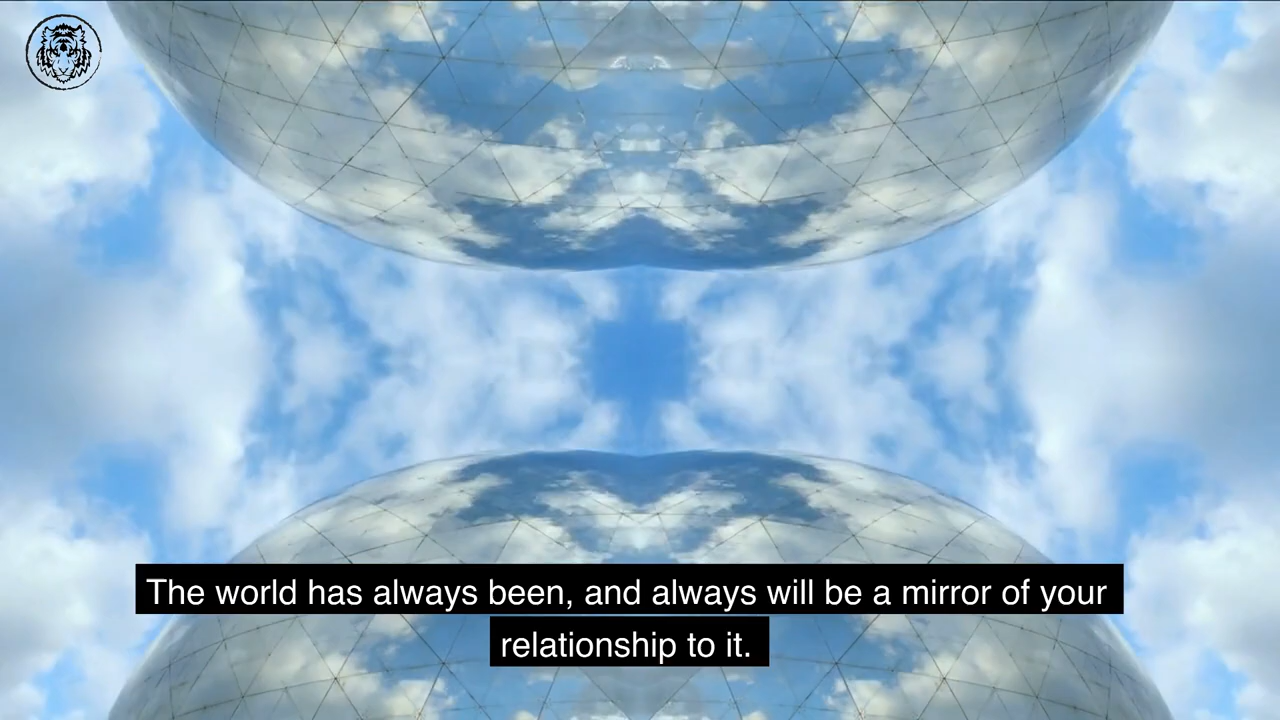 The world has always been, and always will be a mirror of your
relationship to it.